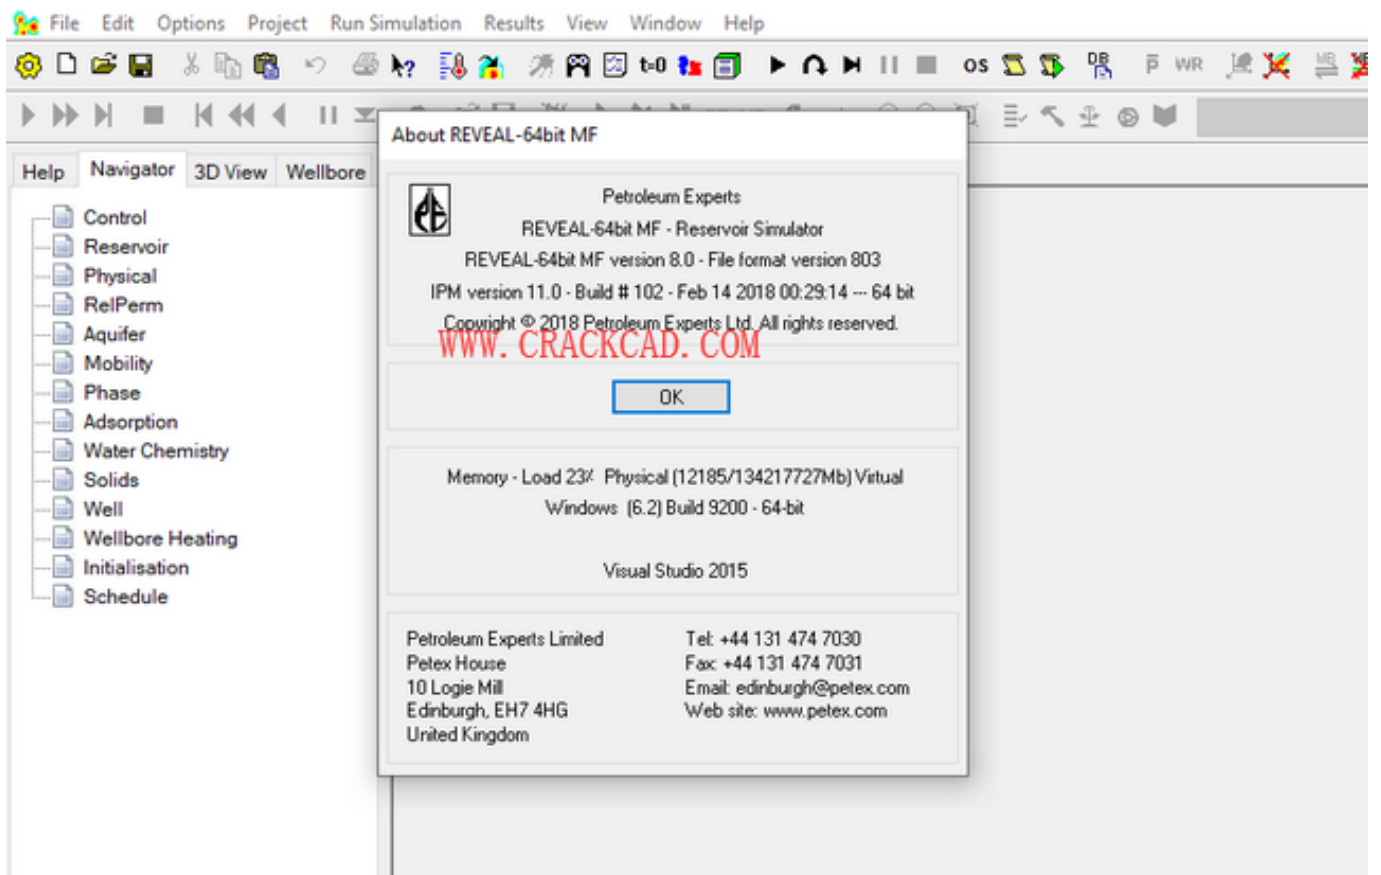 File Edit Options Project Run Simulation Results View Window Help
t=0 OS DB P WR WB
About REVEAL-64bit MF
Help Navigator 3D View Wellbore
Control
Reservoir
Physical
RelPerm
Aquifer
Mobility
Phase
Adsorption
Water Chemistry
Solids
Well
Wellbore Heating
Initialisation
Schedule
Petroleum Experts
REVEAL-64bit MF - Reservoir Simulator
REVEAL-64bit MF version 8.0 - File format version 803
IPM version 11.0 - Build # 102 - Feb 14 2018 00:29:14 --- 64 bit
Copyright © 2018 Petroleum Experts Ltd. All rights reserved.
WWW. CRACKCAD. COM
OK
Memory - Load 23% Physical (12185/134217727Mb) Virtual
Windows (6.2) Build 9200 - 64-bit
Visual Studio 2015
Petroleum Experts Limited
Petex House
10 Logie Mill
Edinburgh, EH7 4HG
United Kingdom
Tel: +44 131 474 7030
Fax: +44 131 474 7031
Email: edinburgh@petex.com
Web site: www.petex.com